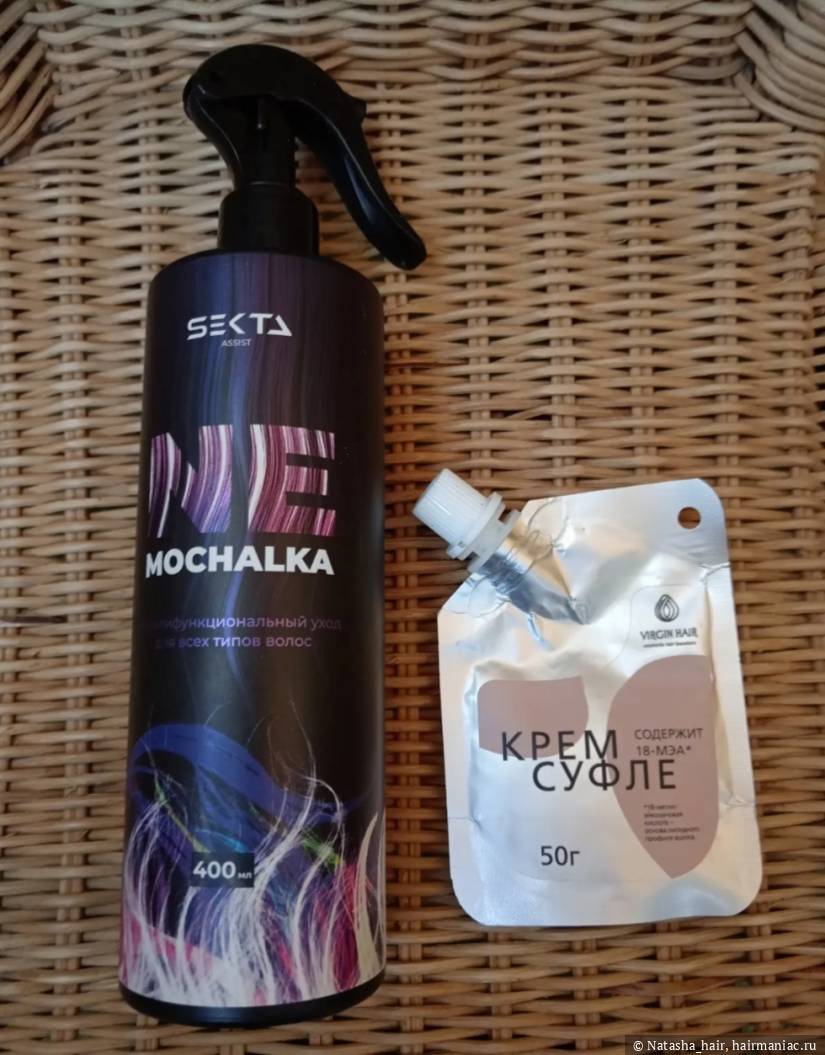 SEKTA
ASSIST
NE
MOCHALKA
уход
для всех типов волос
400 мл
VIRGIN HAIR
КРЕМ
СУФЛЕ
СОДЕРЖИТ
18-МЭА*
кислота –
50г
© Natasha_hair, hairmaniac.ru